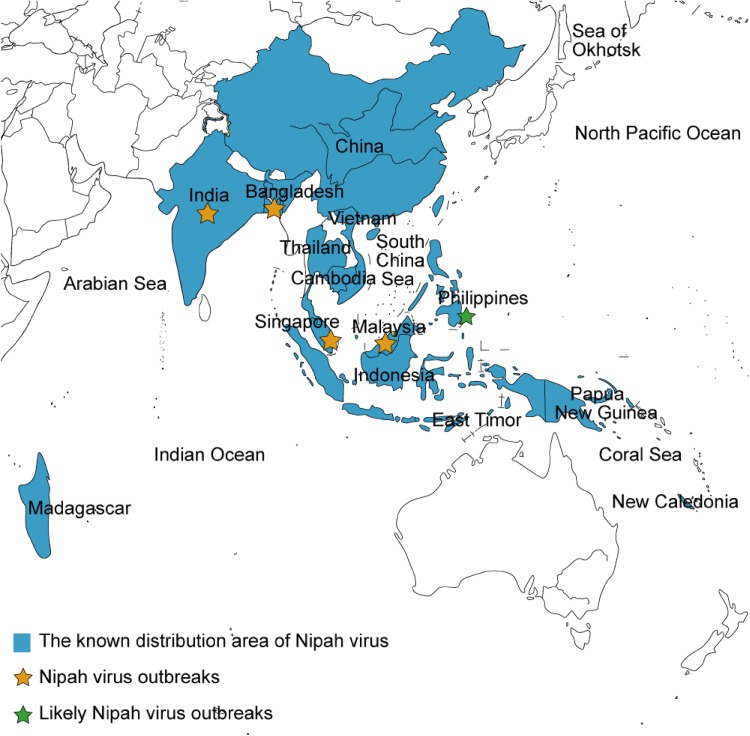 Sea of
Okhotsk
North Pacific Ocean
China
India
Bangladesh
Vietnam
Thailand
South
China
Sea
Cambodia
Arabian Sea
Philippines
Singapore
Malaysia
Indonesia
Papua
New Guinea
East Timor
Indian Ocean
Coral Sea
New Caledonia
Madagascar
The known distribution area of Nipah virus
Nipah virus outbreaks
Likely Nipah virus outbreaks